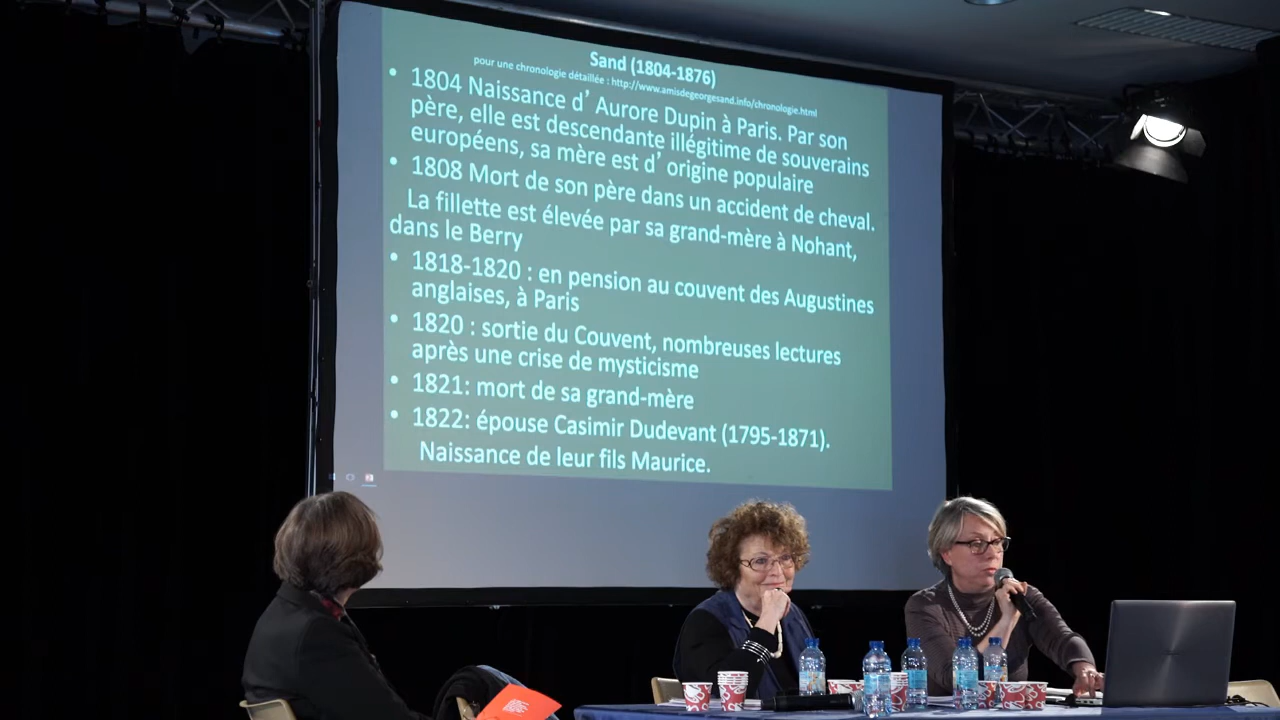 Sand (1804-1876)
pour une chronologie détaillée : http://www.amisdegeorgesand.info/chronologie.html
• 1804 Naissance d’ Aurore Dupin à Paris. Par son
père, elle est descendante illégitime de souverains
européens, sa mère est d’ origine populaire
• 1808 Mort de son père dans un accident de cheval.
La fillette est élevée par sa grand-mère à Nohant,
dans le Berry
• 1818-1820 : en pension au couvent des Augustines
anglaises, à Paris
• 1820 : sortie du Couvent, nombreuses lectures
après une crise de mysticisme
• 1821: mort de sa grand-mère
• 1822: épouse Casimir Dudevant (1795-1871).
Naissance de leur fils Maurice.